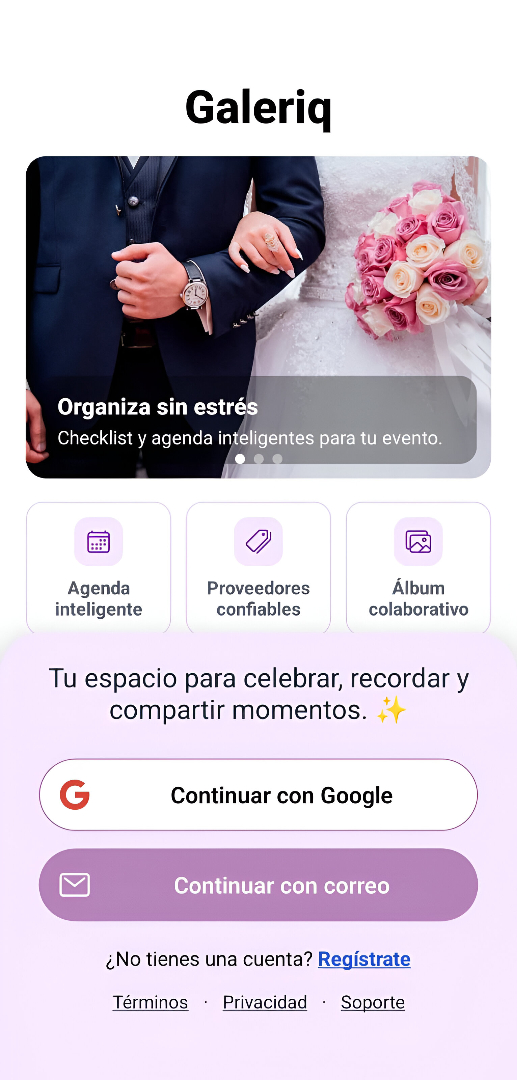 Galeriq
Organiza sin estrés
Checklist y agenda inteligentes para tu evento.
Agenda
inteligente
Proveedores
confiables
Álbum
colaborativo
Tu espacio para celebrar, recordar y
compartir momentos. ✨
Continuar con Google
Continuar con correo
¿No tienes una cuenta? Regístrate
Términos · Privacidad · Soporte